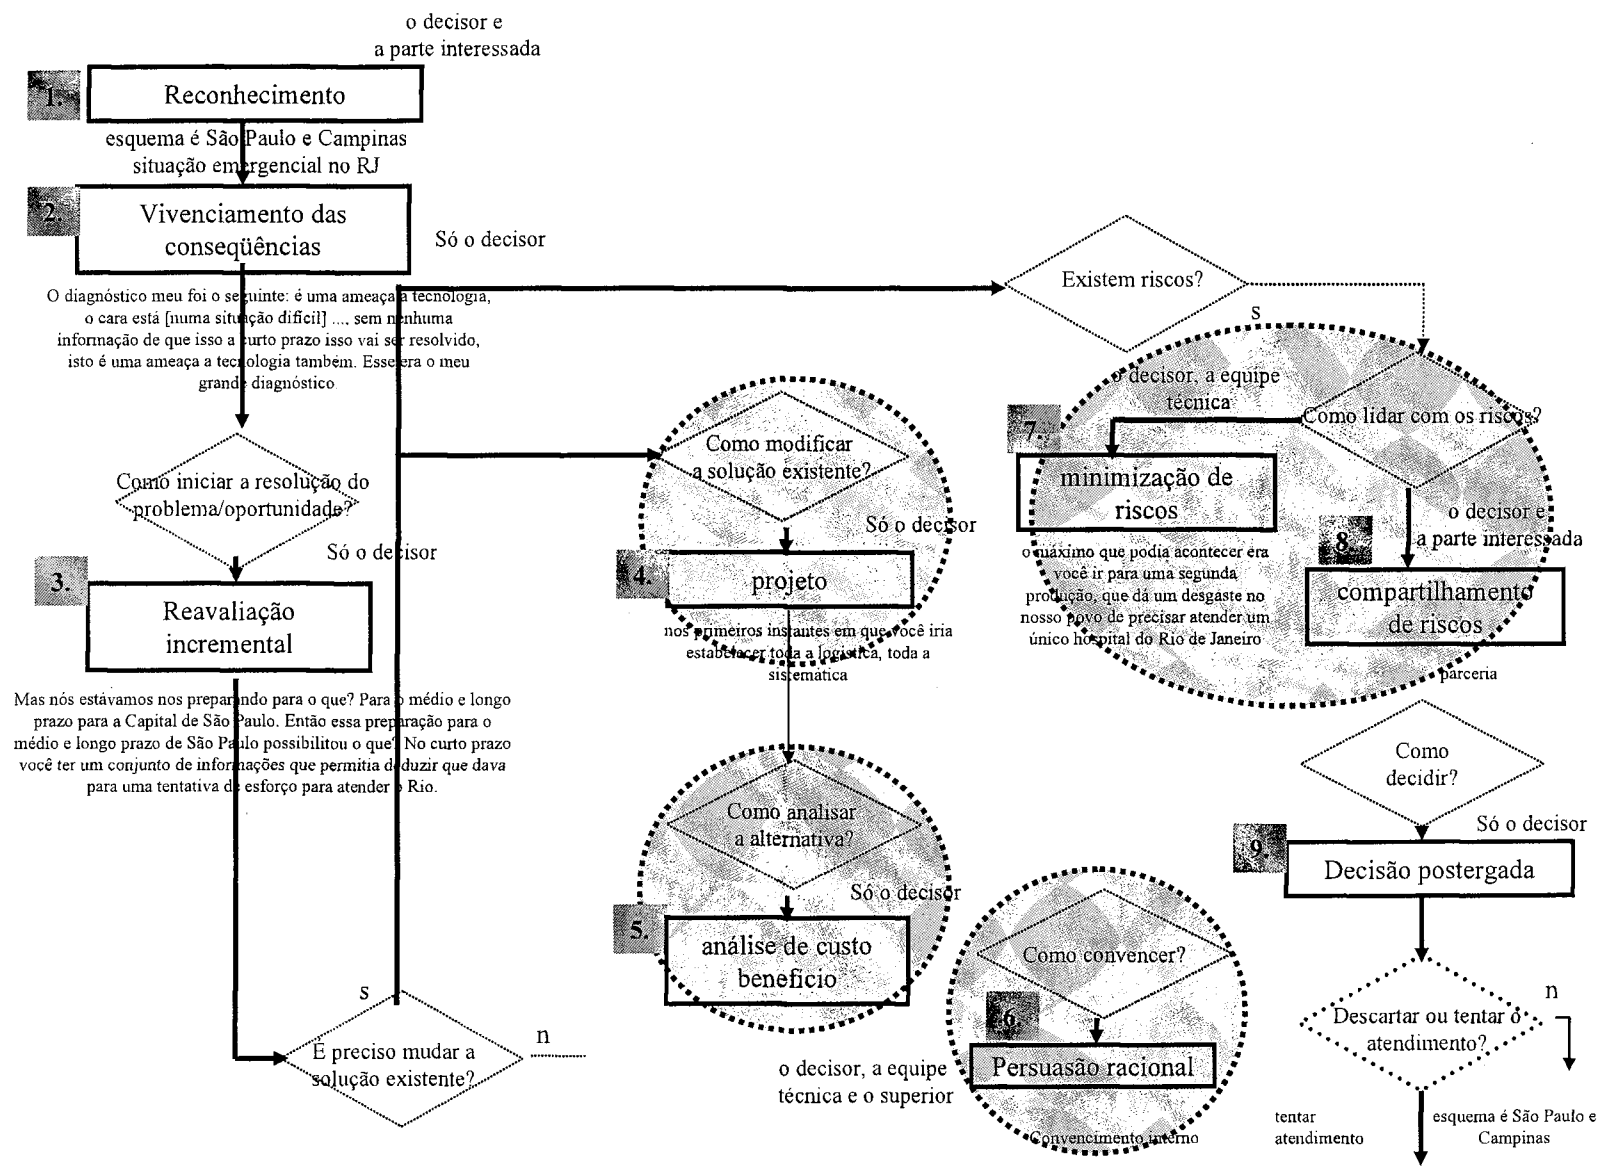 o decisor e
a parte interessada
1.
Reconhecimento
esquema é São Paulo e Campinas
situação emergencial no RJ
2.
Vivenciamento das
conseqüências
Só o decisor
O diagnóstico meu foi o seguinte: é uma ameaça a tecnologia,
o cara está [numa situação difícil] ..., sem nenhuma
informação de que isso a curto prazo isso vai ser resolvido,
isto é uma ameaça a tecnologia também. Esse era o meu
grande diagnóstico.
Como iniciar a resolução do
problema/oportunidade?
Só o decisor
3.
Reavaliação
incremental
Mas nós estávamos nos preparando para o que? Para o médio e longo
prazo para a Capital de São Paulo. Então essa preparação para o
médio e longo prazo de São Paulo possibilitou o que? No curto prazo
você ter um conjunto de informações que permitia deduzir que dava
para uma tentativa de esforço para atender o Rio.
s
n
É preciso mudar a
solução existente?
Como modificar
a solução existente?
Só o decisor
4.
projeto
nos primeiros instantes em que você iria
estabelecer toda a logística, toda a
sistemática
Como analisar
a alternativa?
Só o decisor
5.
análise de custo
benefício
Como convencer?
6.
Persuasão racional
o decisor, a equipe
técnica e o superior
Convencimento interno
Existem riscos?
s
o decisor, a equipe
técnica
Como lidar com os riscos?
7.
minimização de
riscos
o máximo que podia acontecer era
você ir para uma segunda
produção, que dá um desgaste no
nosso povo de precisar atender um
único hospital do Rio de Janeiro
8.
o decisor e
a parte interessada
compartilhamento
de riscos
parceria
Como
decidir?
Só o decisor
9.
Decisão postergada
Descartar ou tentar o
atendimento?
n
tentar
atendimento
esquema é São Paulo e
Campinas